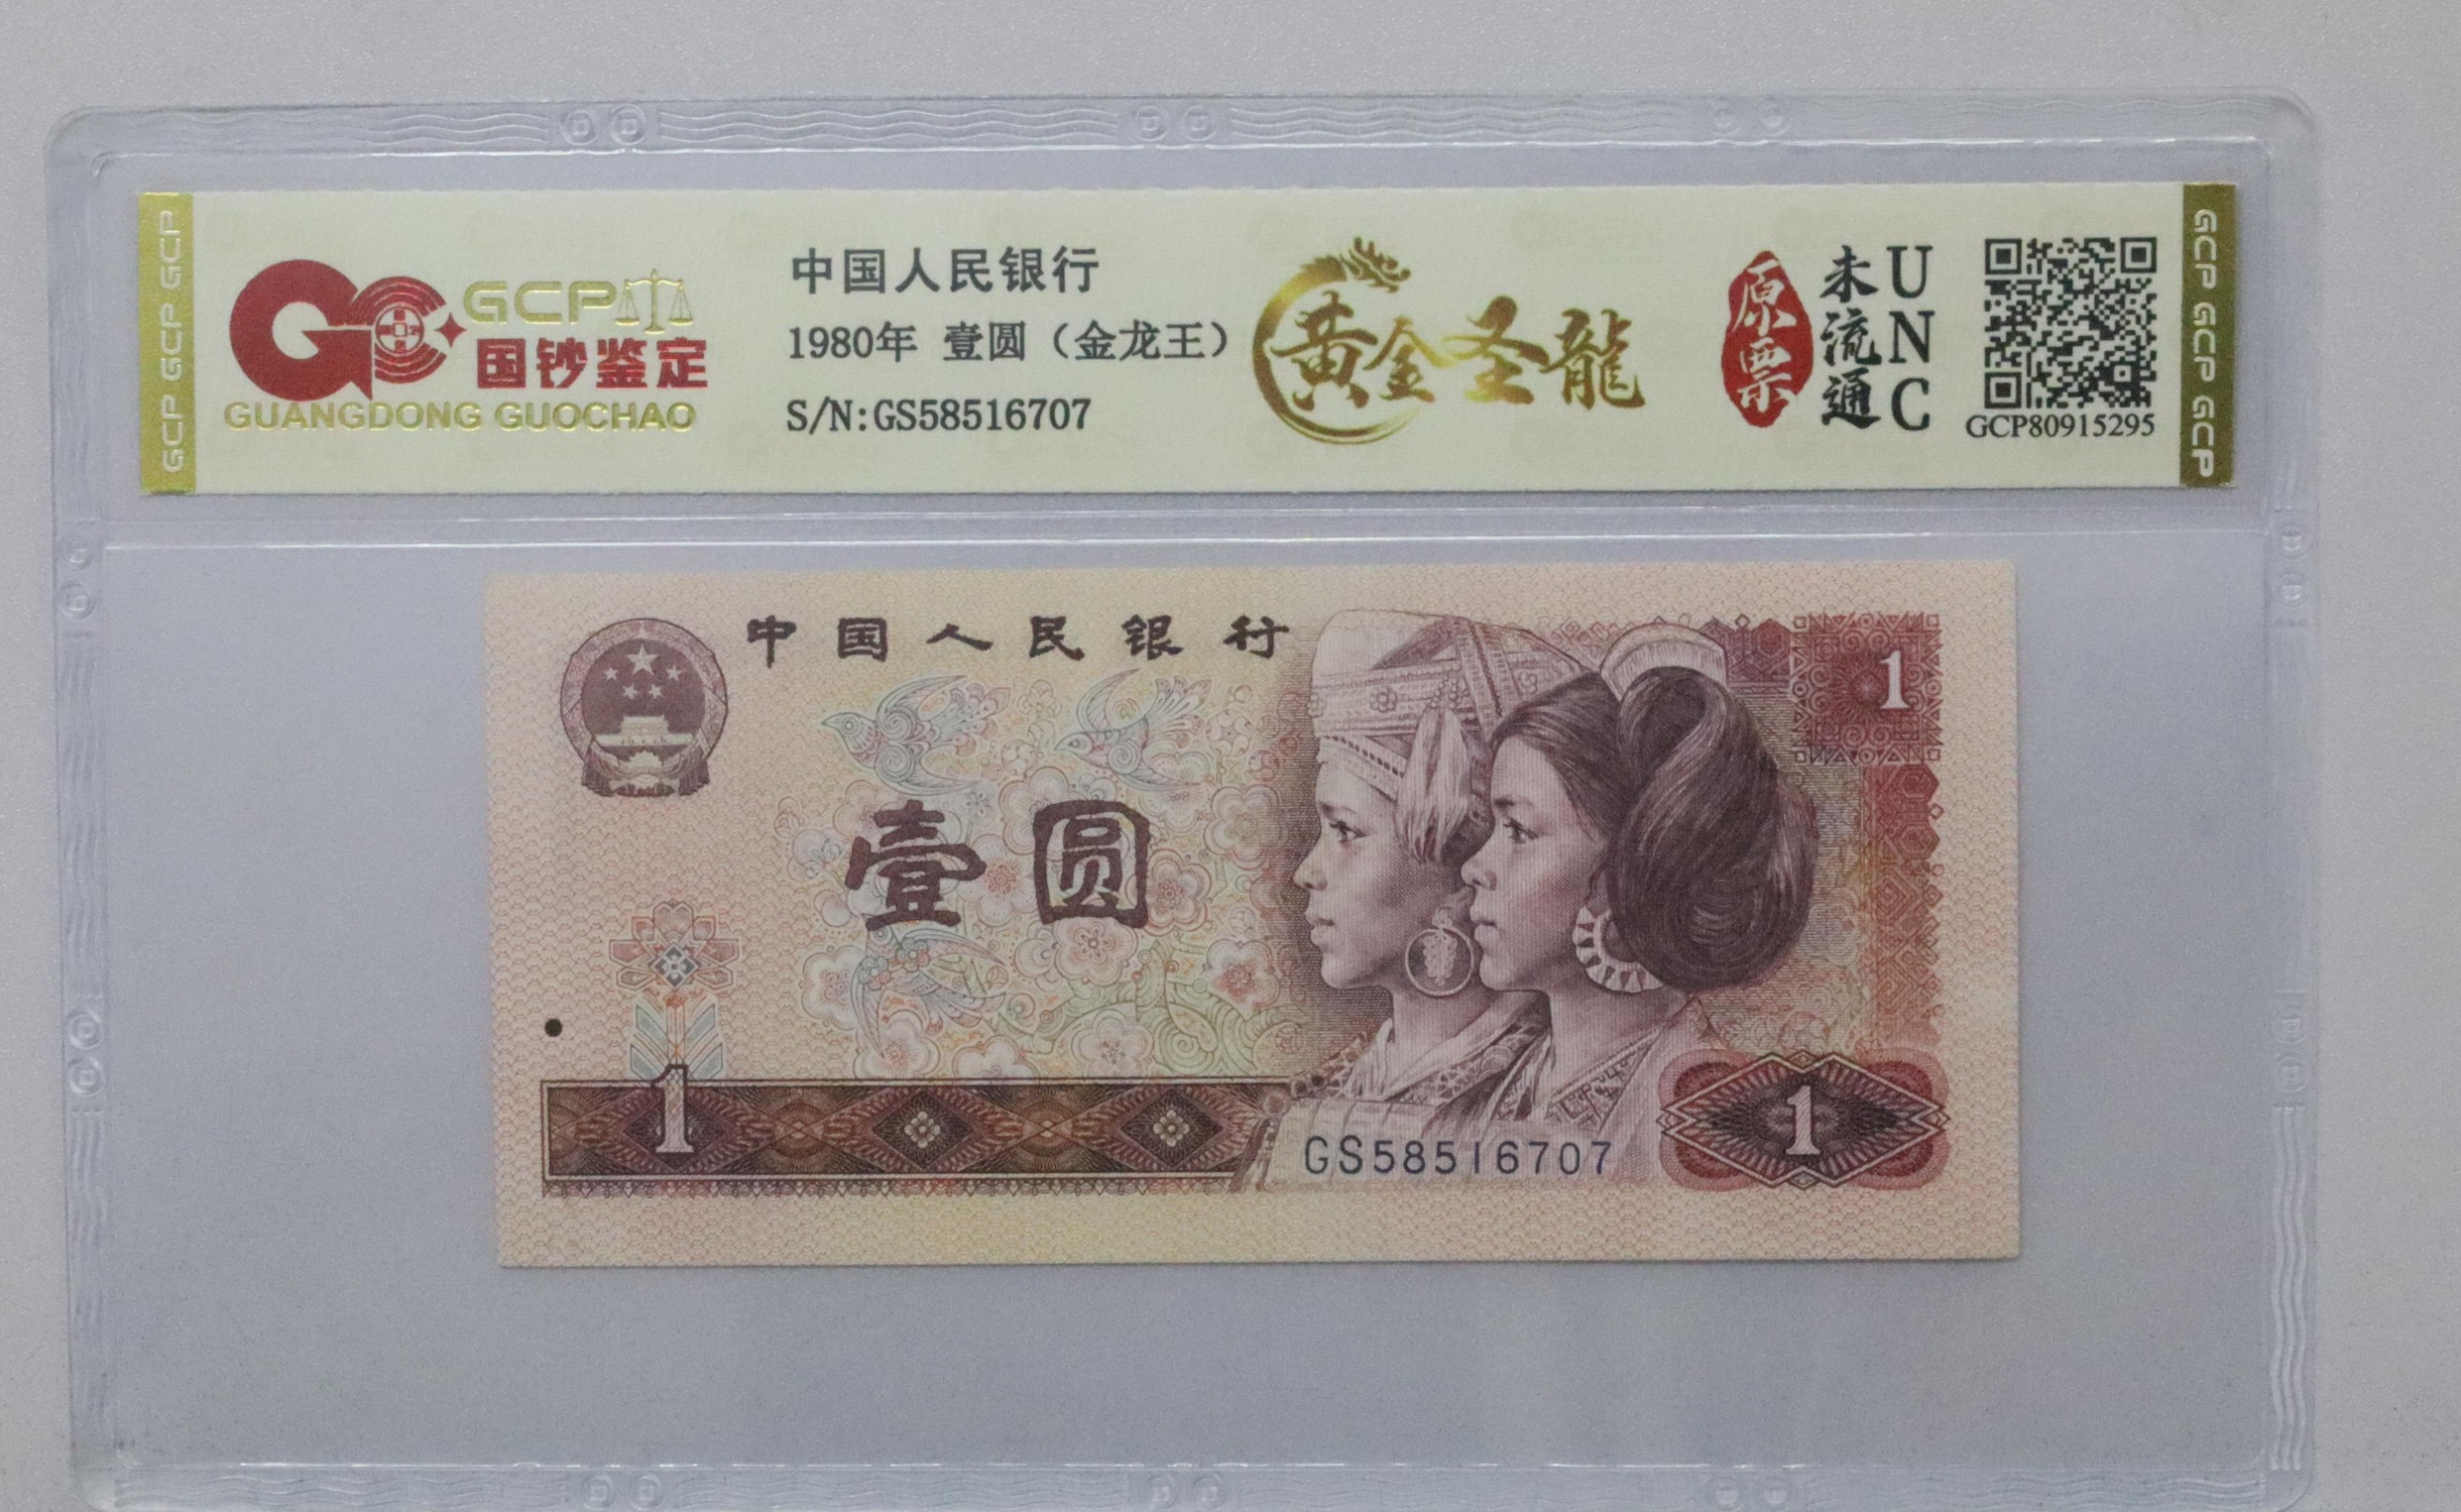 GCP GCP GCP
GCP
国钞鉴定
GUANGDONG GUOCHAO
中国人民银行
1980年 壹圆（金龙王）
S/N:GS58516707
黄金圣龍
原票
未流通
UNC
GCP80915295
GCP GCP GCP
中国人民银行
1
壹圆
1
GS58516707
1